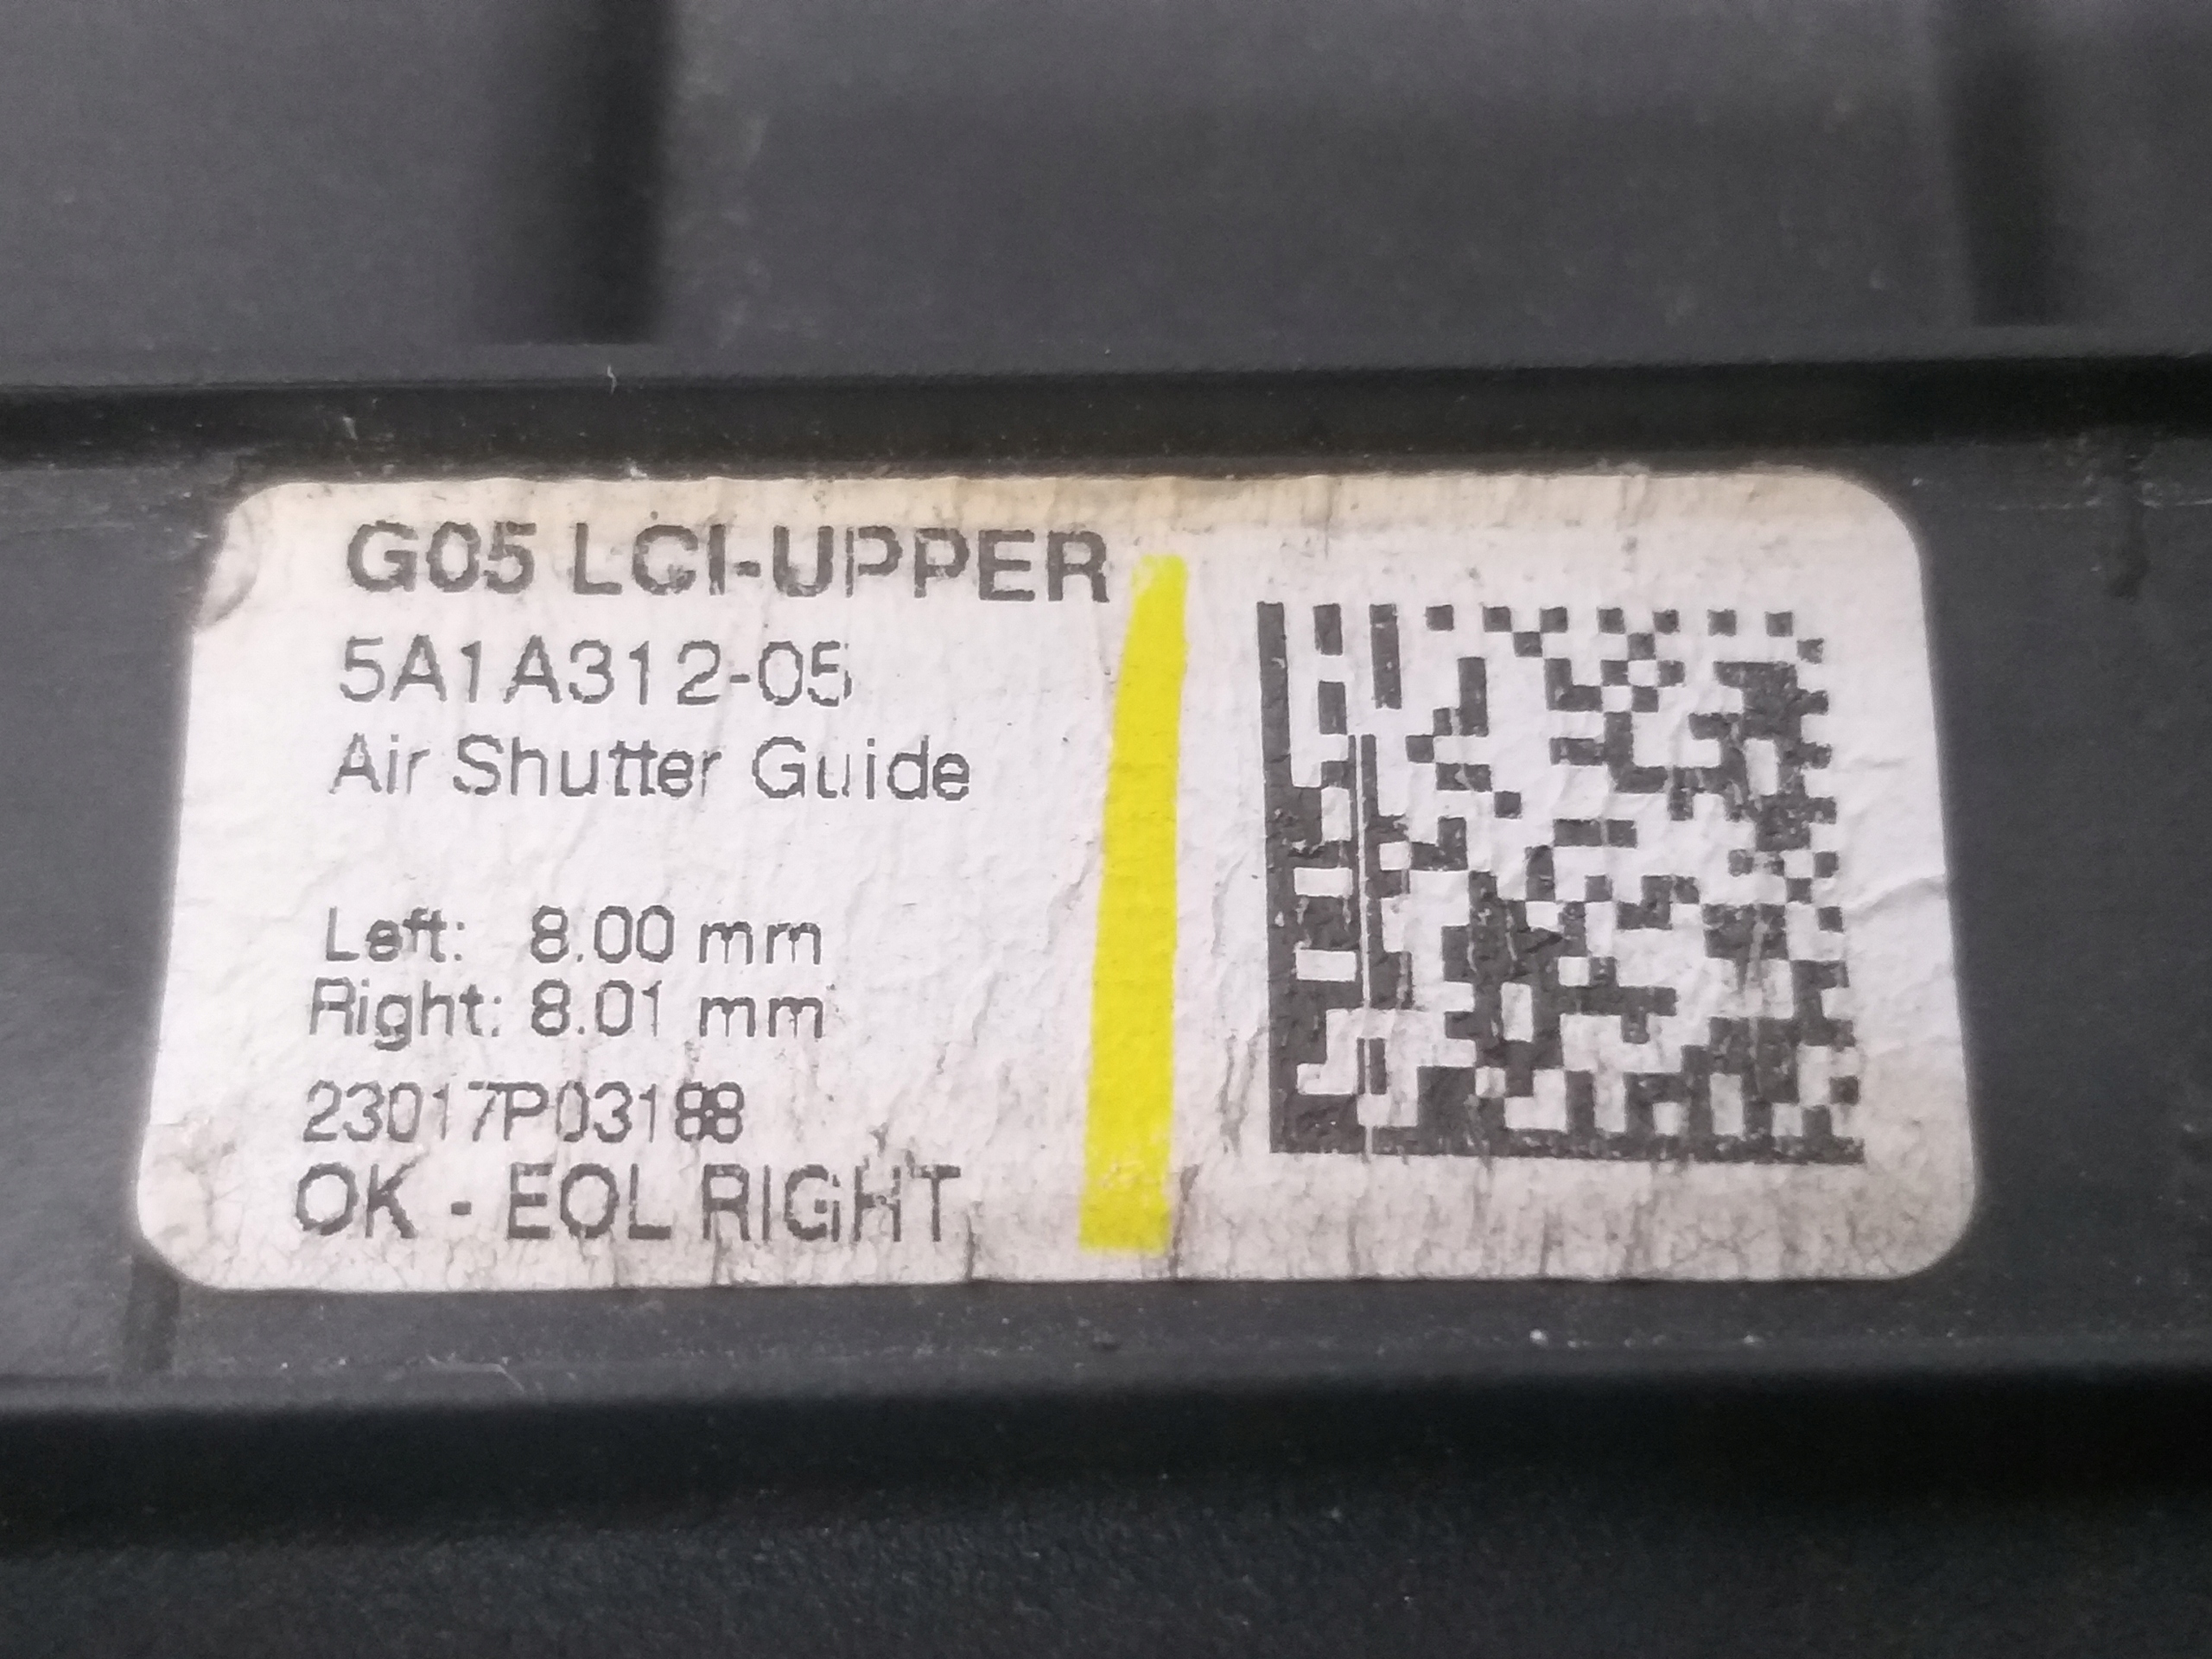 G05 LCI-UPPER
5A1A312-05
Air Shutter Guide
Left: 8.00 mm
Right: 8.01 mm
23017P03188
OK - EOL RIGHT